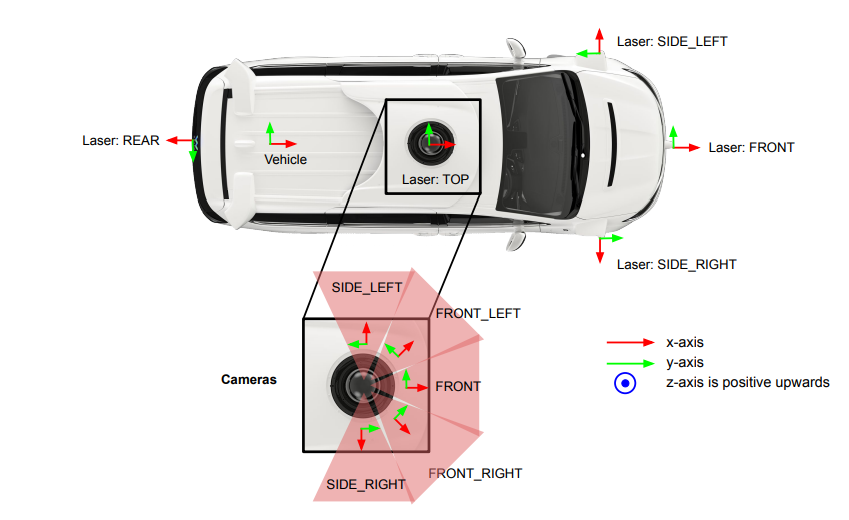 Laser: SIDE_LEFT
Laser: REAR
Vehicle
Laser: FRONT
Laser: TOP
Laser: SIDE_RIGHT
SIDE_LEFT
FRONT_LEFT
x-axis
y-axis
z-axis is positive upwards
Cameras
FRONT
FRONT_RIGHT
SIDE_RIGHT